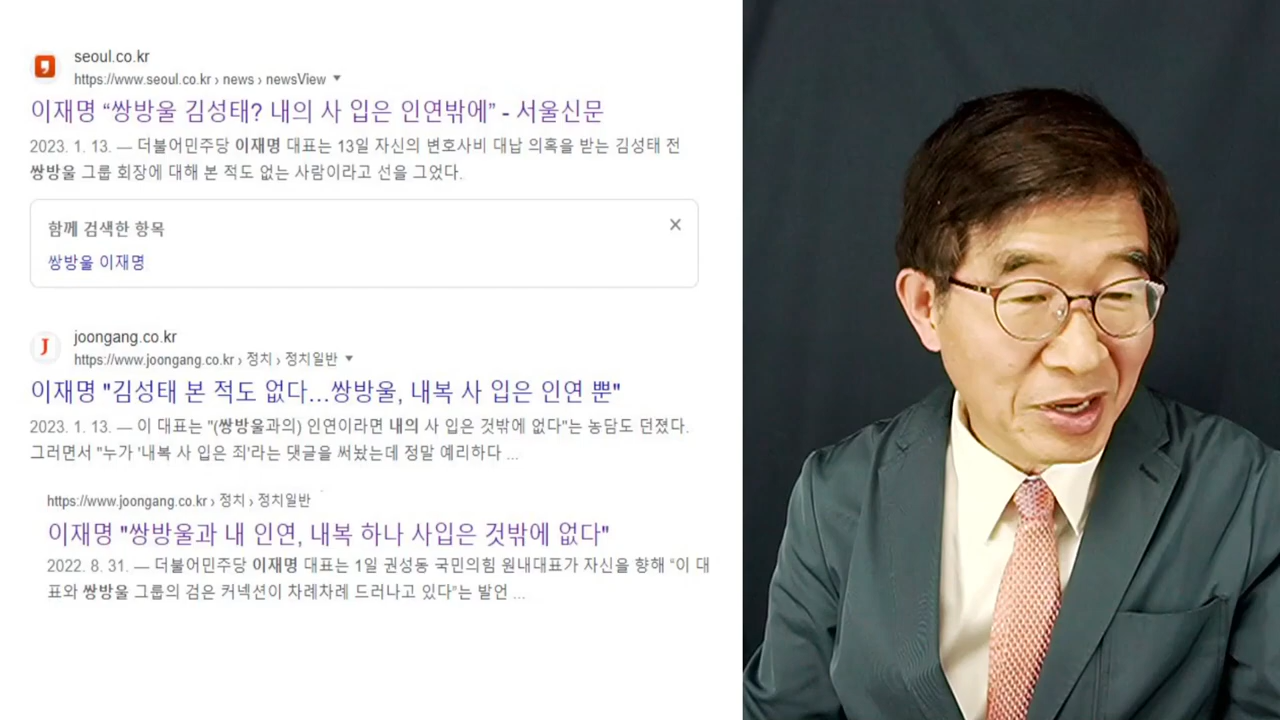 seoul.co.kr
https://www.seoul.co.kr › news › newsView
이재명 “쌍방울 김성태? 내의 사 입은 인연밖에” - 서울신문
2023. 1. 13. — 더불어민주당 이재명 대표는 13일 자신의 변호사비 대납 의혹을 받는 김성태 전
쌍방울 그룹 회장에 대해 본 적도 없는 사람이라고 선을 그었다.
함께 검색한 항목
쌍방울 이재명
J
joongang.co.kr
https://www.joongang.co.kr › 정치 › 정치일반
이재명 "김성태 본 적도 없다...쌍방울, 내복 사 입은 인연 뿐"
2023. 1. 13. — 이 대표는 "(쌍방울과의) 인연이라면 내의 사 입은 것밖에 없다"는 농담도 던졌다.
그러면서 "누가 '내복 사 입은 죄'라는 댓글을 써놨는데 정말 예리하다 ...
https://www.joongang.co.kr › 정치 › 정치일반
이재명 "쌍방울과 내 인연, 내복 하나 사입은 것밖에 없다"
2022. 8. 31. — 더불어민주당 이재명 대표는 1일 권성동 국민의힘 원내대표가 자신을 향해 “이 대
표와 쌍방울 그룹의 검은 커넥션이 차례차례 드러나고 있다”는 발언 ...